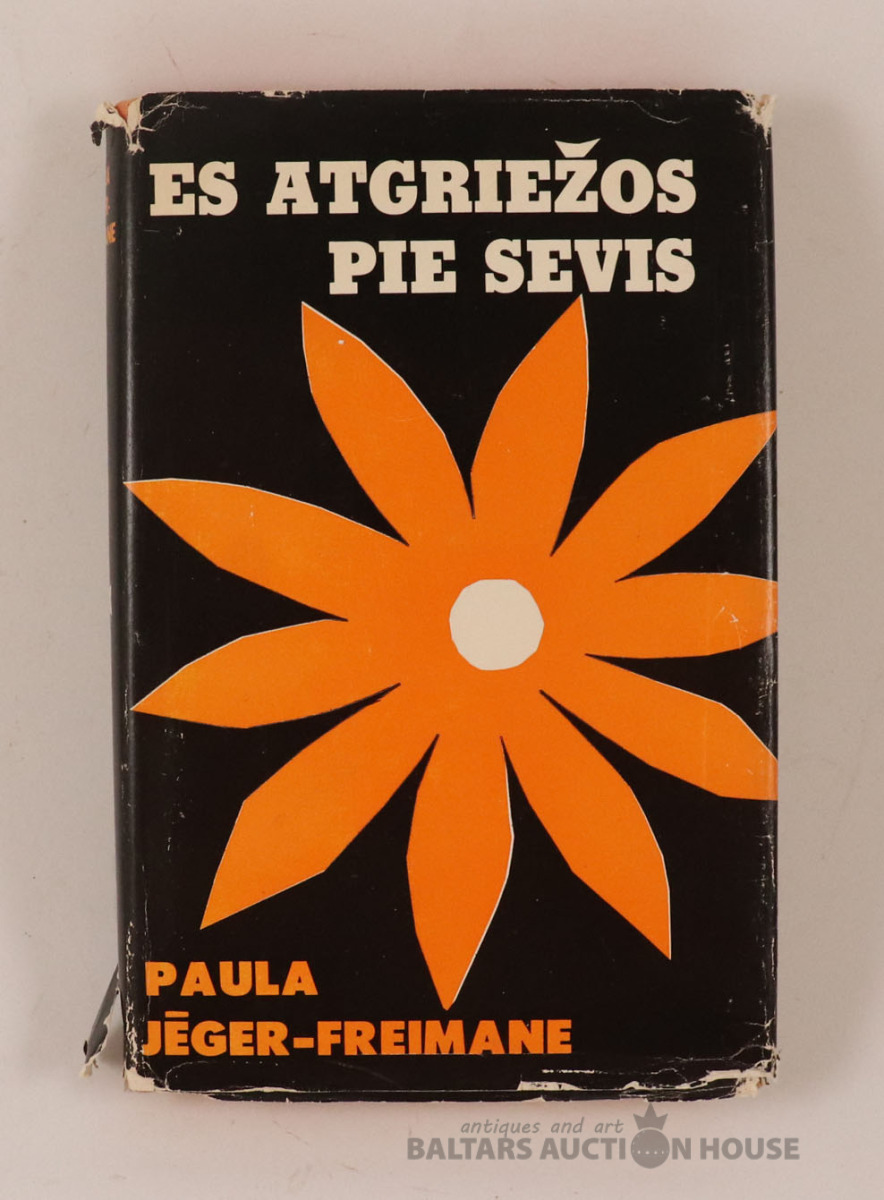 ES ATGRIEŽOS
PIE SEVIS
PAULA
JĒGER-FREIMANE
antiques and art
BALTARS AUCTION HOUSE